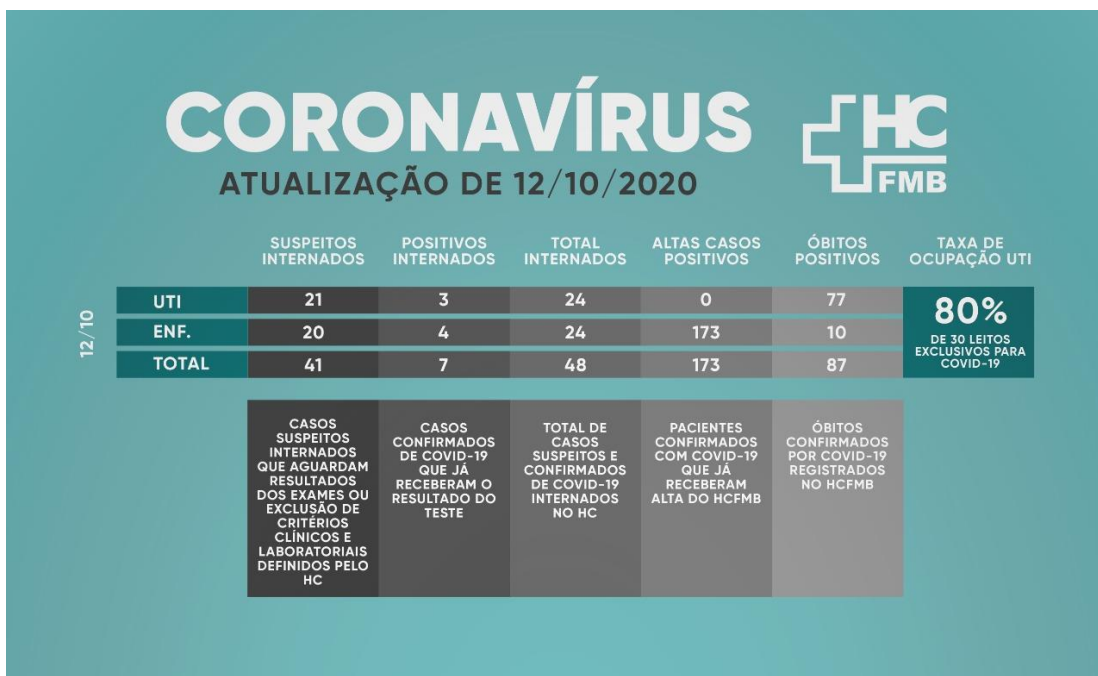 CORONAVÍRUS
HC
FMB
ATUALIZAÇÃO DE 12/10/2020
SUSPEITOS INTERNADOS POSITIVOS INTERNADOS TOTAL INTERNADOS ALTAS CASOS POSITIVOS ÓBITOS POSITIVOS TAXA DE OCUPAÇÃO UTI
12/10
UTI 21 3 24 0 77
ENF. 20 4 24 173 10
TOTAL 41 7 48 173 87
80%
DE 30 LEITOS
EXCLUSIVOS PARA
COVID-19
CASOS
SUSPEITOS
INTERNADOS
QUE AGUARDAM
RESULTADOS
DOS EXAMES OU
EXCLUSÃO DE
CRITÉRIOS
CLÍNICOS E
LABORATORIAIS
DEFINIDOS PELO
HC
CASOS
CONFIRMADOS
DE COVID-19
QUE JÁ
RECEBERAM O
RESULTADO DO
TESTE
TOTAL DE
CASOS
SUSPEITOS E
CONFIRMADOS
DE COVID-19
INTERNADOS
NO HC
PACIENTES
CONFIRMADOS
COM COVID-19
QUE JÁ
RECEBERAM
ALTA DO HCFMB
ÓBITOS
CONFIRMADOS
POR COVID-19
REGISTRADOS
NO HCFMB